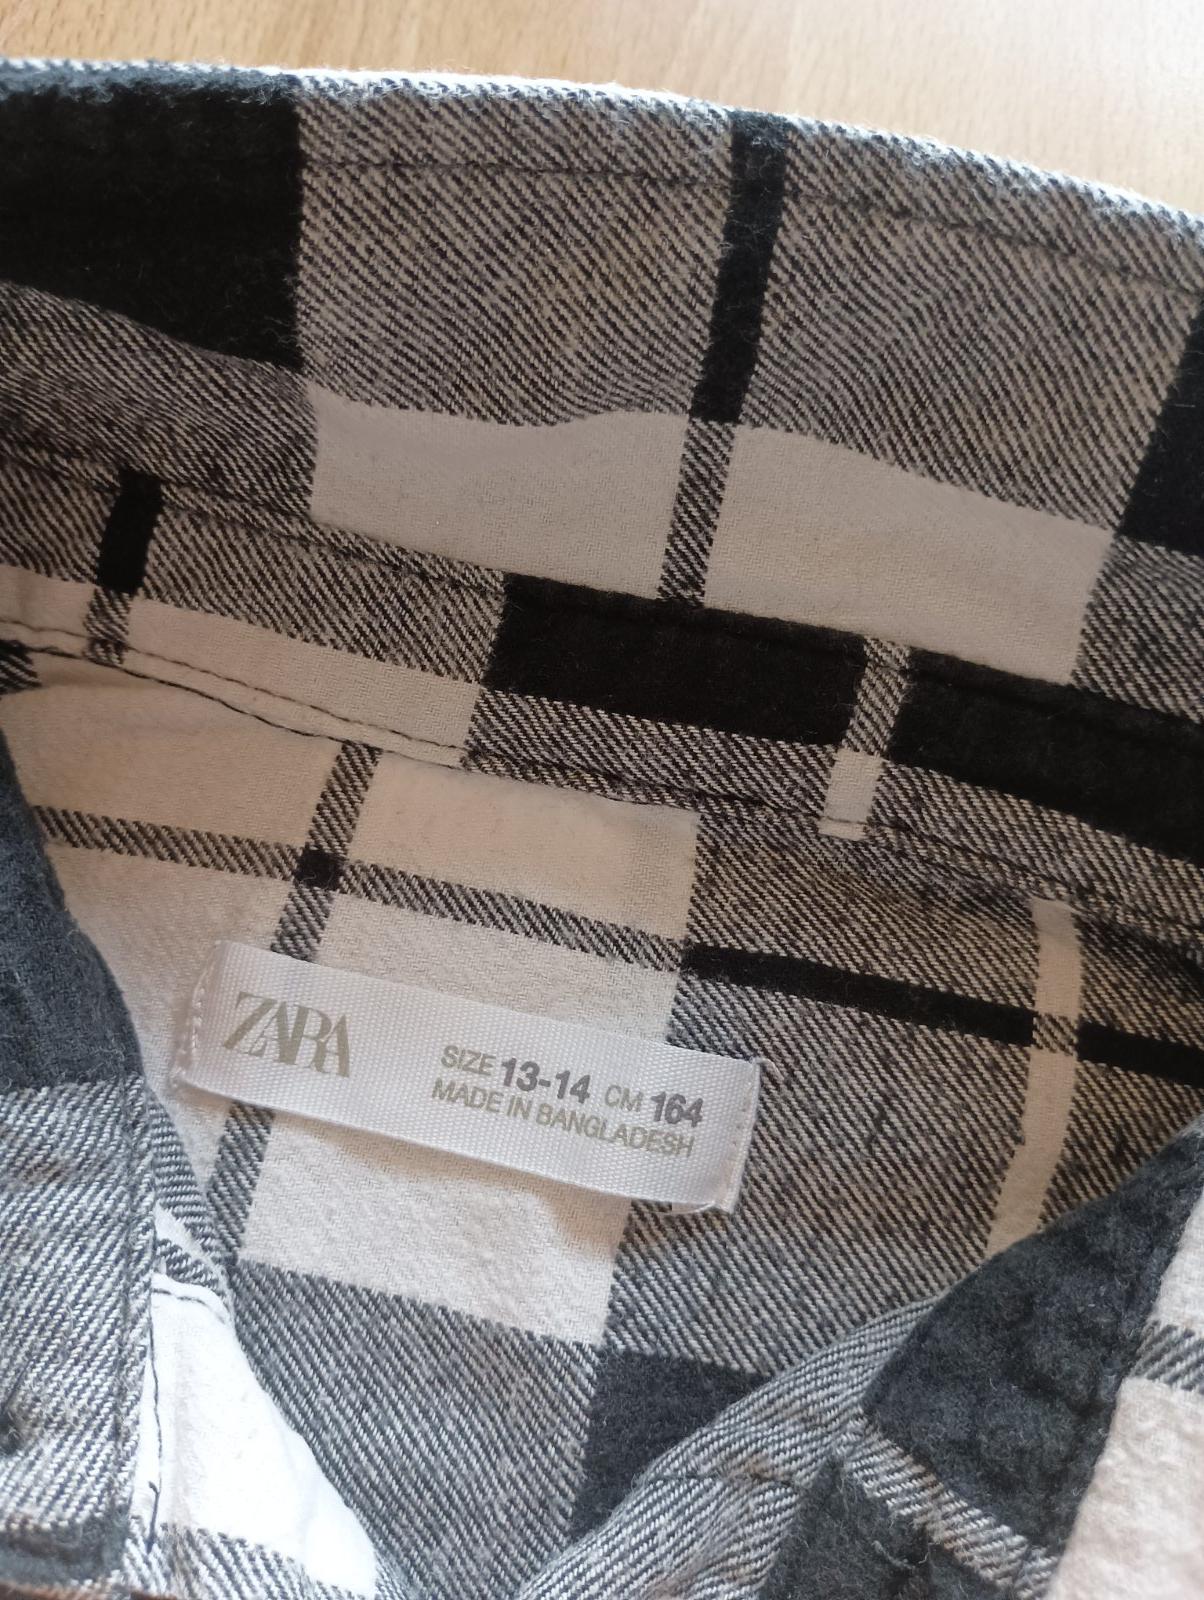 ZARA
SIZE 13-14 CM 164
MADE IN BANGLADESH